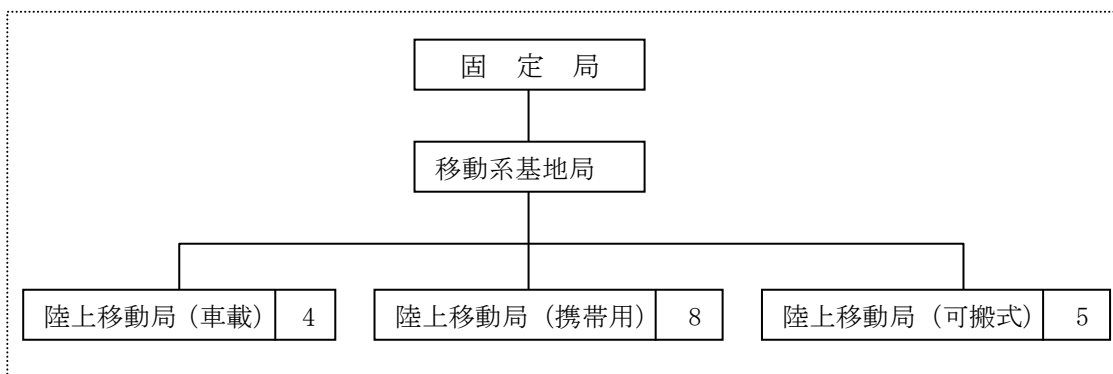 固 定 局
移動系基地局
陸上移動局（車載） 4
陸上移動局（携帯用） 8
陸上移動局（可搬式） 5